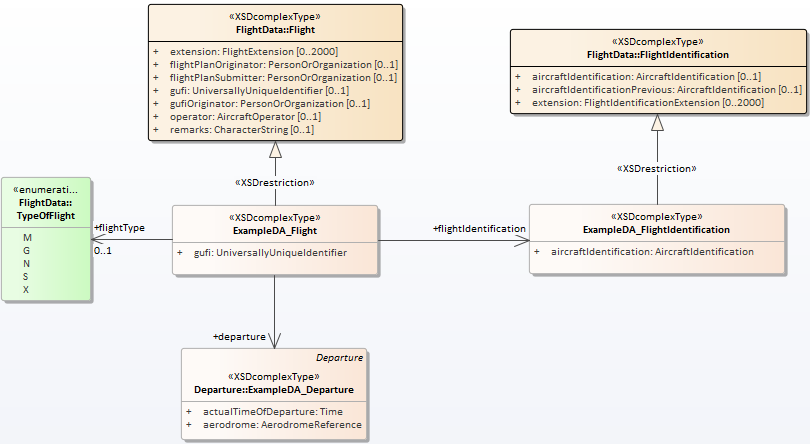 «XSDcomplexType»
FlightData::Flight
+ extension: FlightExtension [0..2000]
+ flightPlanOriginator: PersonOrOrganization [0..1]
+ flightPlanSubmitter: PersonOrOrganization [0..1]
+ gufi: UniversallyUniqueIdentifier [0..1]
+ gufiOriginator: PersonOrOrganization [0..1]
+ operator: AircraftOperator [0..1]
+ remarks: CharacterString [0..1]
«XSDcomplexType»
FlightData::FlightIdentification
+ aircraftIdentification: AircraftIdentification [0..1]
+ aircraftIdentificationPrevious: AircraftIdentification [0..1]
+ extension: FlightIdentificationExtension [0..2000]
«XSDrestriction»
«XSDrestriction»
«enumerati...
FlightData::
TypeOfFlight
M
G
N
S
X
+flightType
0..1
«XSDcomplexType»
ExampleDA_Flight
+ gufi: UniversallyUniqueIdentifier
+flightIdentification
«XSDcomplexType»
ExampleDA_FlightIdentification
+ aircraftIdentification: AircraftIdentification
+departure
Departure
«XSDcomplexType»
Departure::ExampleDA_Departure
+ actualTimeOfDeparture: Time
+ aerodrome: AerodromeReference